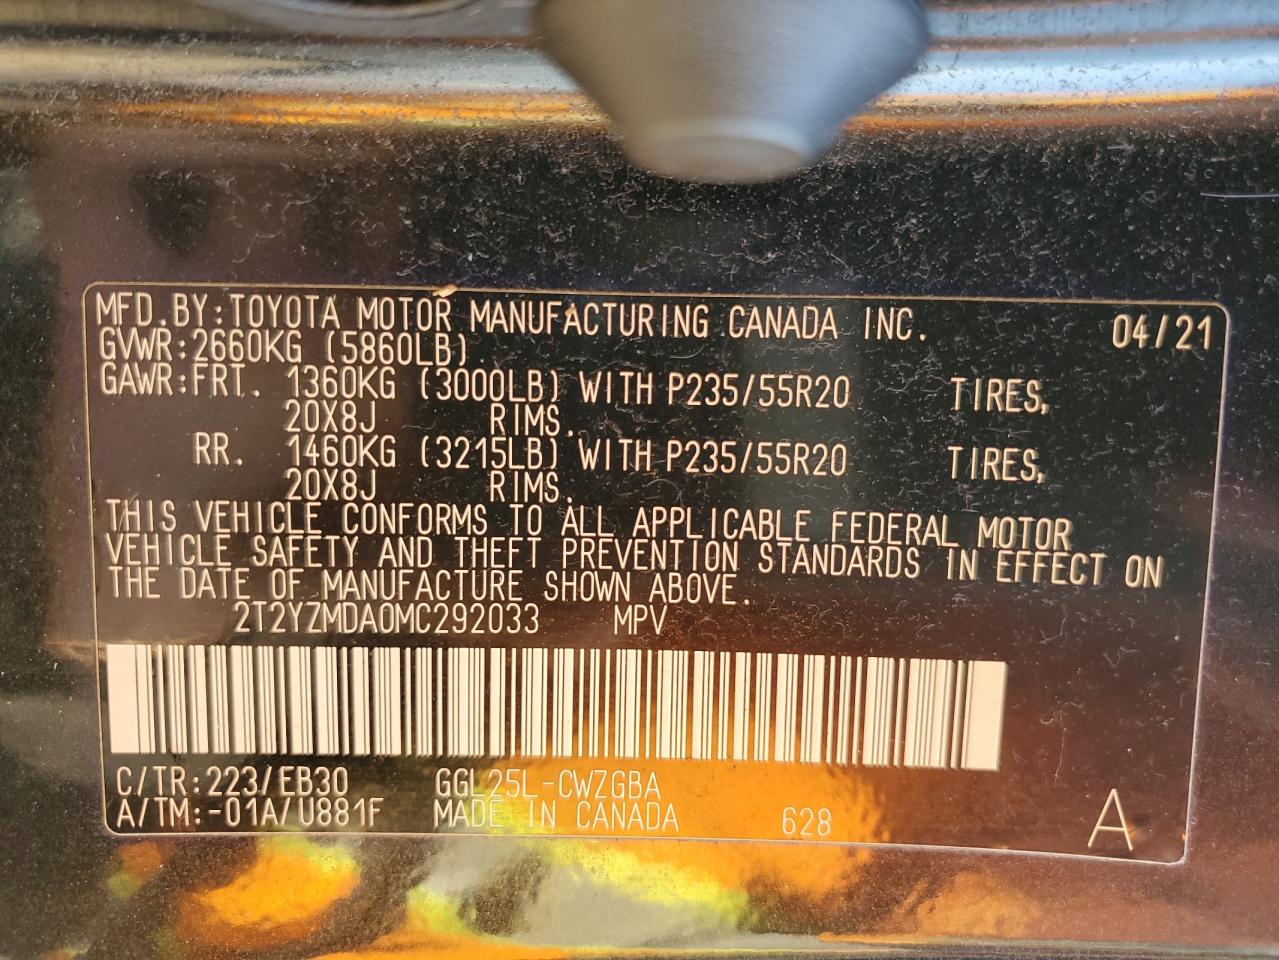 MFD.BY:TOYOTA MOTOR MANUFACTURING CANADA INC. 04/21
GVWR:2660KG (5860LB)
GAWR:FRT. 1360KG (3000LB) WITH P235/55R20 TIRES,
20X8J RIMS.
RR. 1460KG (3215LB) WITH P235/55R20 TIRES,
20X8J RIMS.
THIS VEHICLE CONFORMS TO ALL APPLICABLE FEDERAL MOTOR
VEHICLE SAFETY AND THEFT PREVENTION STANDARDS IN EFFECT ON
THE DATE OF MANUFACTURE SHOWN ABOVE.
2T2YZMDA0MC292033 MPV
C/TR:223/EB30 GGL25L-CWZGBA
A/TM:-01A/U881F MADE IN CANADA 628 A